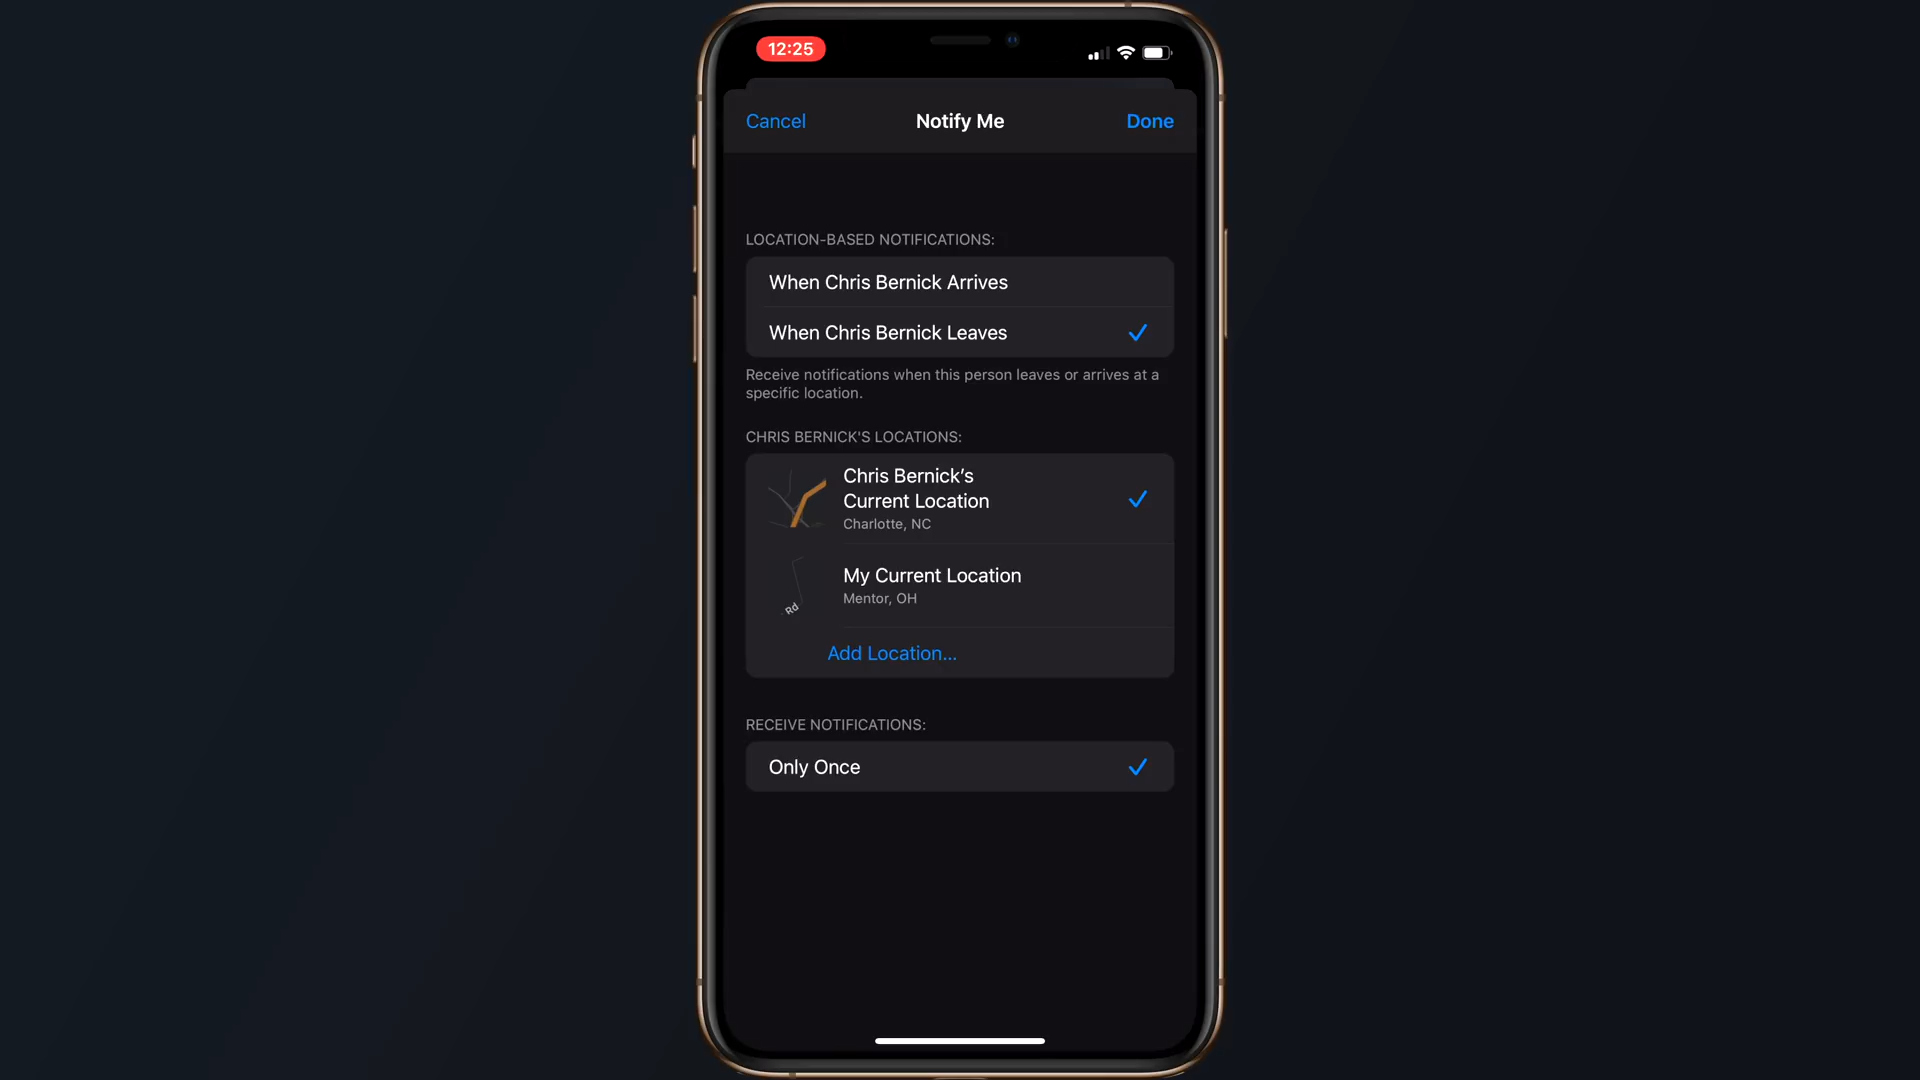 12:25
Cancel
Notify Me
Done
LOCATION-BASED NOTIFICATIONS:
When Chris Bernick Arrives
When Chris Bernick Leaves
Receive notifications when this person leaves or arrives at a
specific location.
CHRIS BERNICK'S LOCATIONS:
Chris Bernick’s
Current Location
Charlotte, NC
My Current Location
Mentor, OH
Rd
Add Location...
RECEIVE NOTIFICATIONS:
Only Once